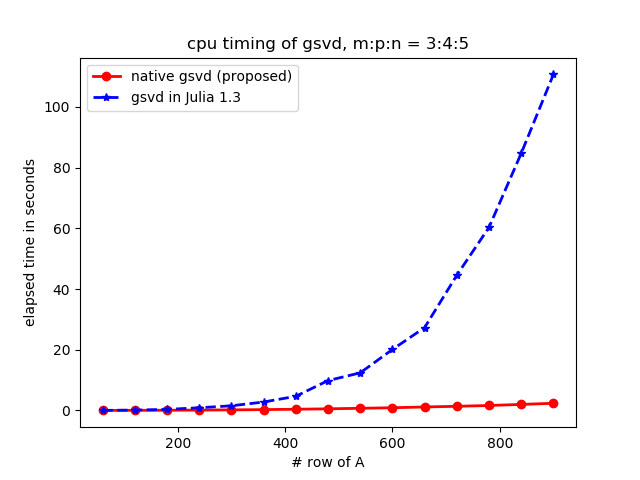 cpu timing of gsvd, m:p:n = 3:4:5
native gsvd (proposed)
gsvd in Julia 1.3
elapsed time in seconds
100
80
60
40
20
0
200 400 600 800
# row of A